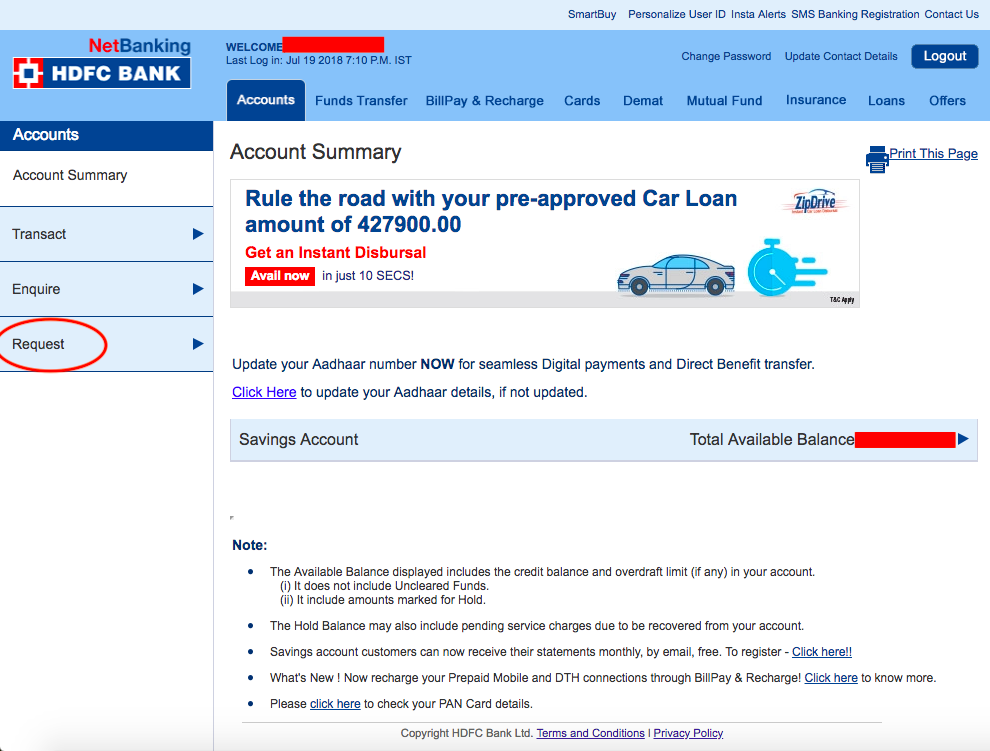 SmartBuy Personalize User ID Insta Alerts SMS Banking Registration Contact Us
NetBanking
HDFC BANK
WELCOME
Last Log in: Jul 19 2018 7:10 P.M. IST
Change Password Update Contact Details Logout
Accounts Funds Transfer BillPay & Recharge Cards Demat Mutual Fund Insurance Loans Offers
Accounts
Account Summary
Transact
Enquire
Request
Account Summary
Print This Page
Rule the road with your pre-approved Car Loan
amount of 427900.00
Get an Instant Disbursal
Avail now in just 10 SECS!
ZipDrive
Instant Car Loan Disbursal
T&C Apply
Update your Aadhaar number NOW for seamless Digital payments and Direct Benefit transfer.
Click Here to update your Aadhaar details, if not updated.
Savings Account Total Available Balance
Note:
The Available Balance displayed includes the credit balance and overdraft limit (if any) in your account.
(i) It does not include Uncleared Funds.
(ii) It include amounts marked for Hold.
The Hold Balance may also include pending service charges due to be recovered from your account.
Savings account customers can now receive their statements monthly, by email, free. To register - Click here!!
What's New ! Now recharge your Prepaid Mobile and DTH connections through BillPay & Recharge! Click here to know more.
Please click here to check your PAN Card details.
Copyright HDFC Bank Ltd. Terms and Conditions I Privacy Policy